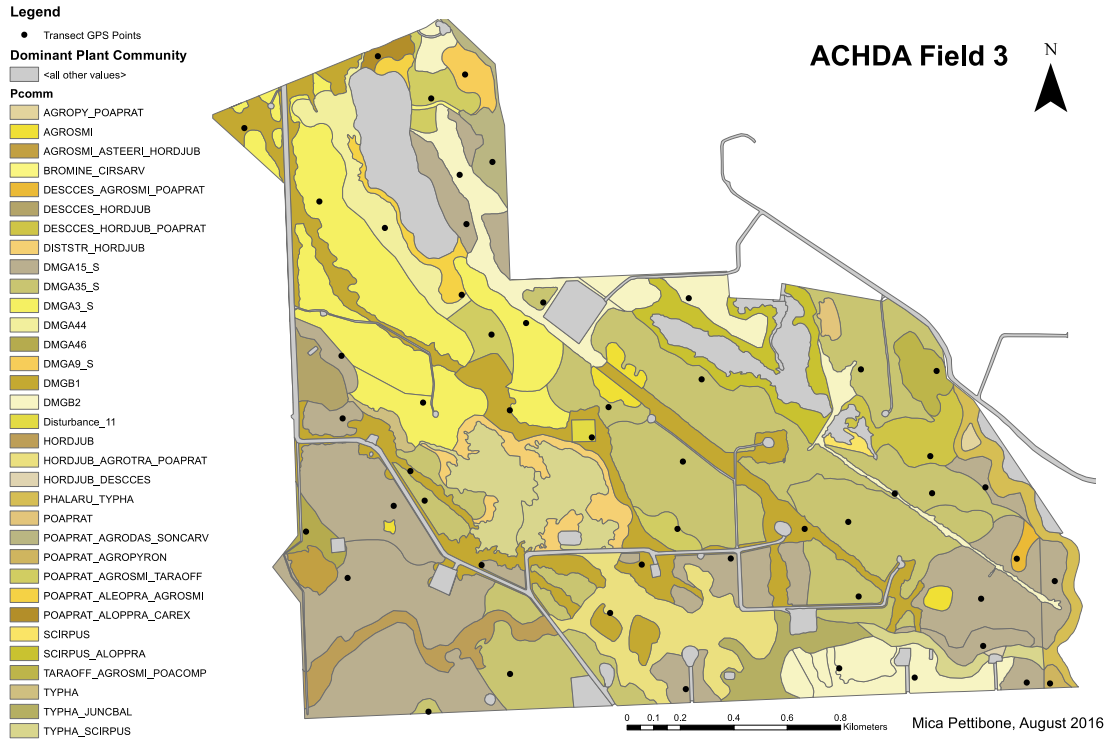 Legend
Transect GPS Points
Dominant Plant Community
<all other values>
Pcomm
AGROPY_POAPRAT
AGROSMI
AGROSMI_ASTEERI_HORDJUB
BROMINE_CIRSARV
DESCCES_AGROSMI_POAPRAT
DESCCES_HORDJUB
DESCCES_HORDJUB_POAPRAT
DISTSTR_HORDJUB
DMGA15_S
DMGA35_S
DMGA3_S
DMGA44
DMGA46
DMGA9_S
DMGB1
DMGB2
Disturbance_11
HORDJUB
HORDJUB_AGROTRA_POAPRAT
HORDJUB_DESCCES
PHALARU_TYPHA
POAPRAT
POAPRAT_AGRODAS_SONCARV
POAPRAT_AGROPYRON
POAPRAT_AGROSMI_TARAOFF
POAPRAT_ALEOPRA_AGROSMI
POAPRAT_ALOPPRA_CAREX
SCIRPUS
SCIRPUS_ALOPPRA
TARAOFF_AGROSMI_POACOMP
TYPHA
TYPHA_JUNCBAL
TYPHA_SCIRPUS
ACHDA Field 3
N
0 0.1 0.2 0.4 0.6 0.8
Kilometers
Mica Pettibone, August 2016